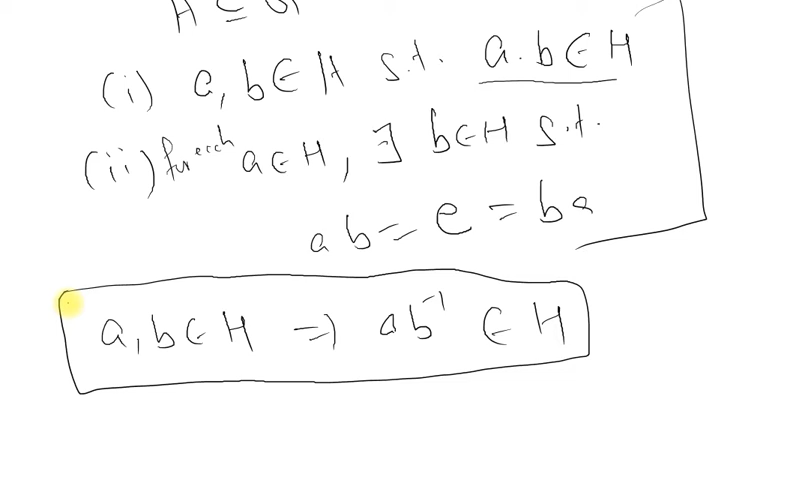 H ⊆ G
(i) a, b ∈ H s.t. a.b ∈ H
(ii) for each a ∈ H, ∃ b ∈ H s.t.
ab = e = ba
a, b ∈ H ⇒ ab⁻¹ ∈ H